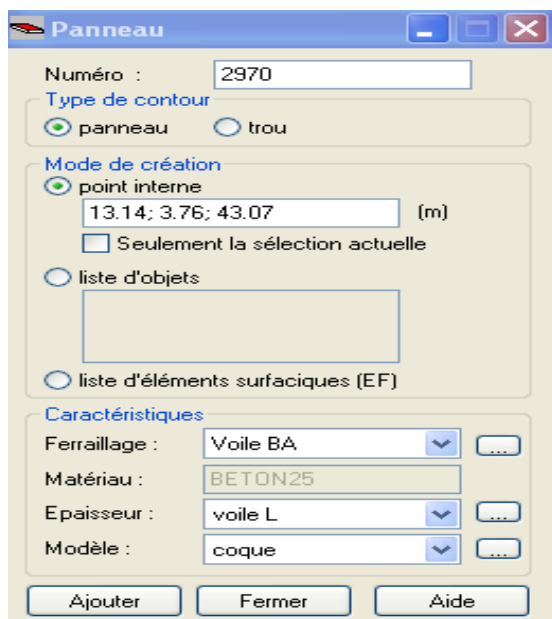 Panneau
Numéro : 2970
Type de contour
panneau trou
Mode de création
point interne
13.14; 3.76; 43.07 (m)
Seulement la sélection actuelle
liste d'objets
liste d'éléments surfaciques (EF)
Caractéristiques
Ferraillage : Voile BA ...
Matériau : BETON25
Epaisseur : voile L ...
Modèle : coque ...
Ajouter Fermer Aide